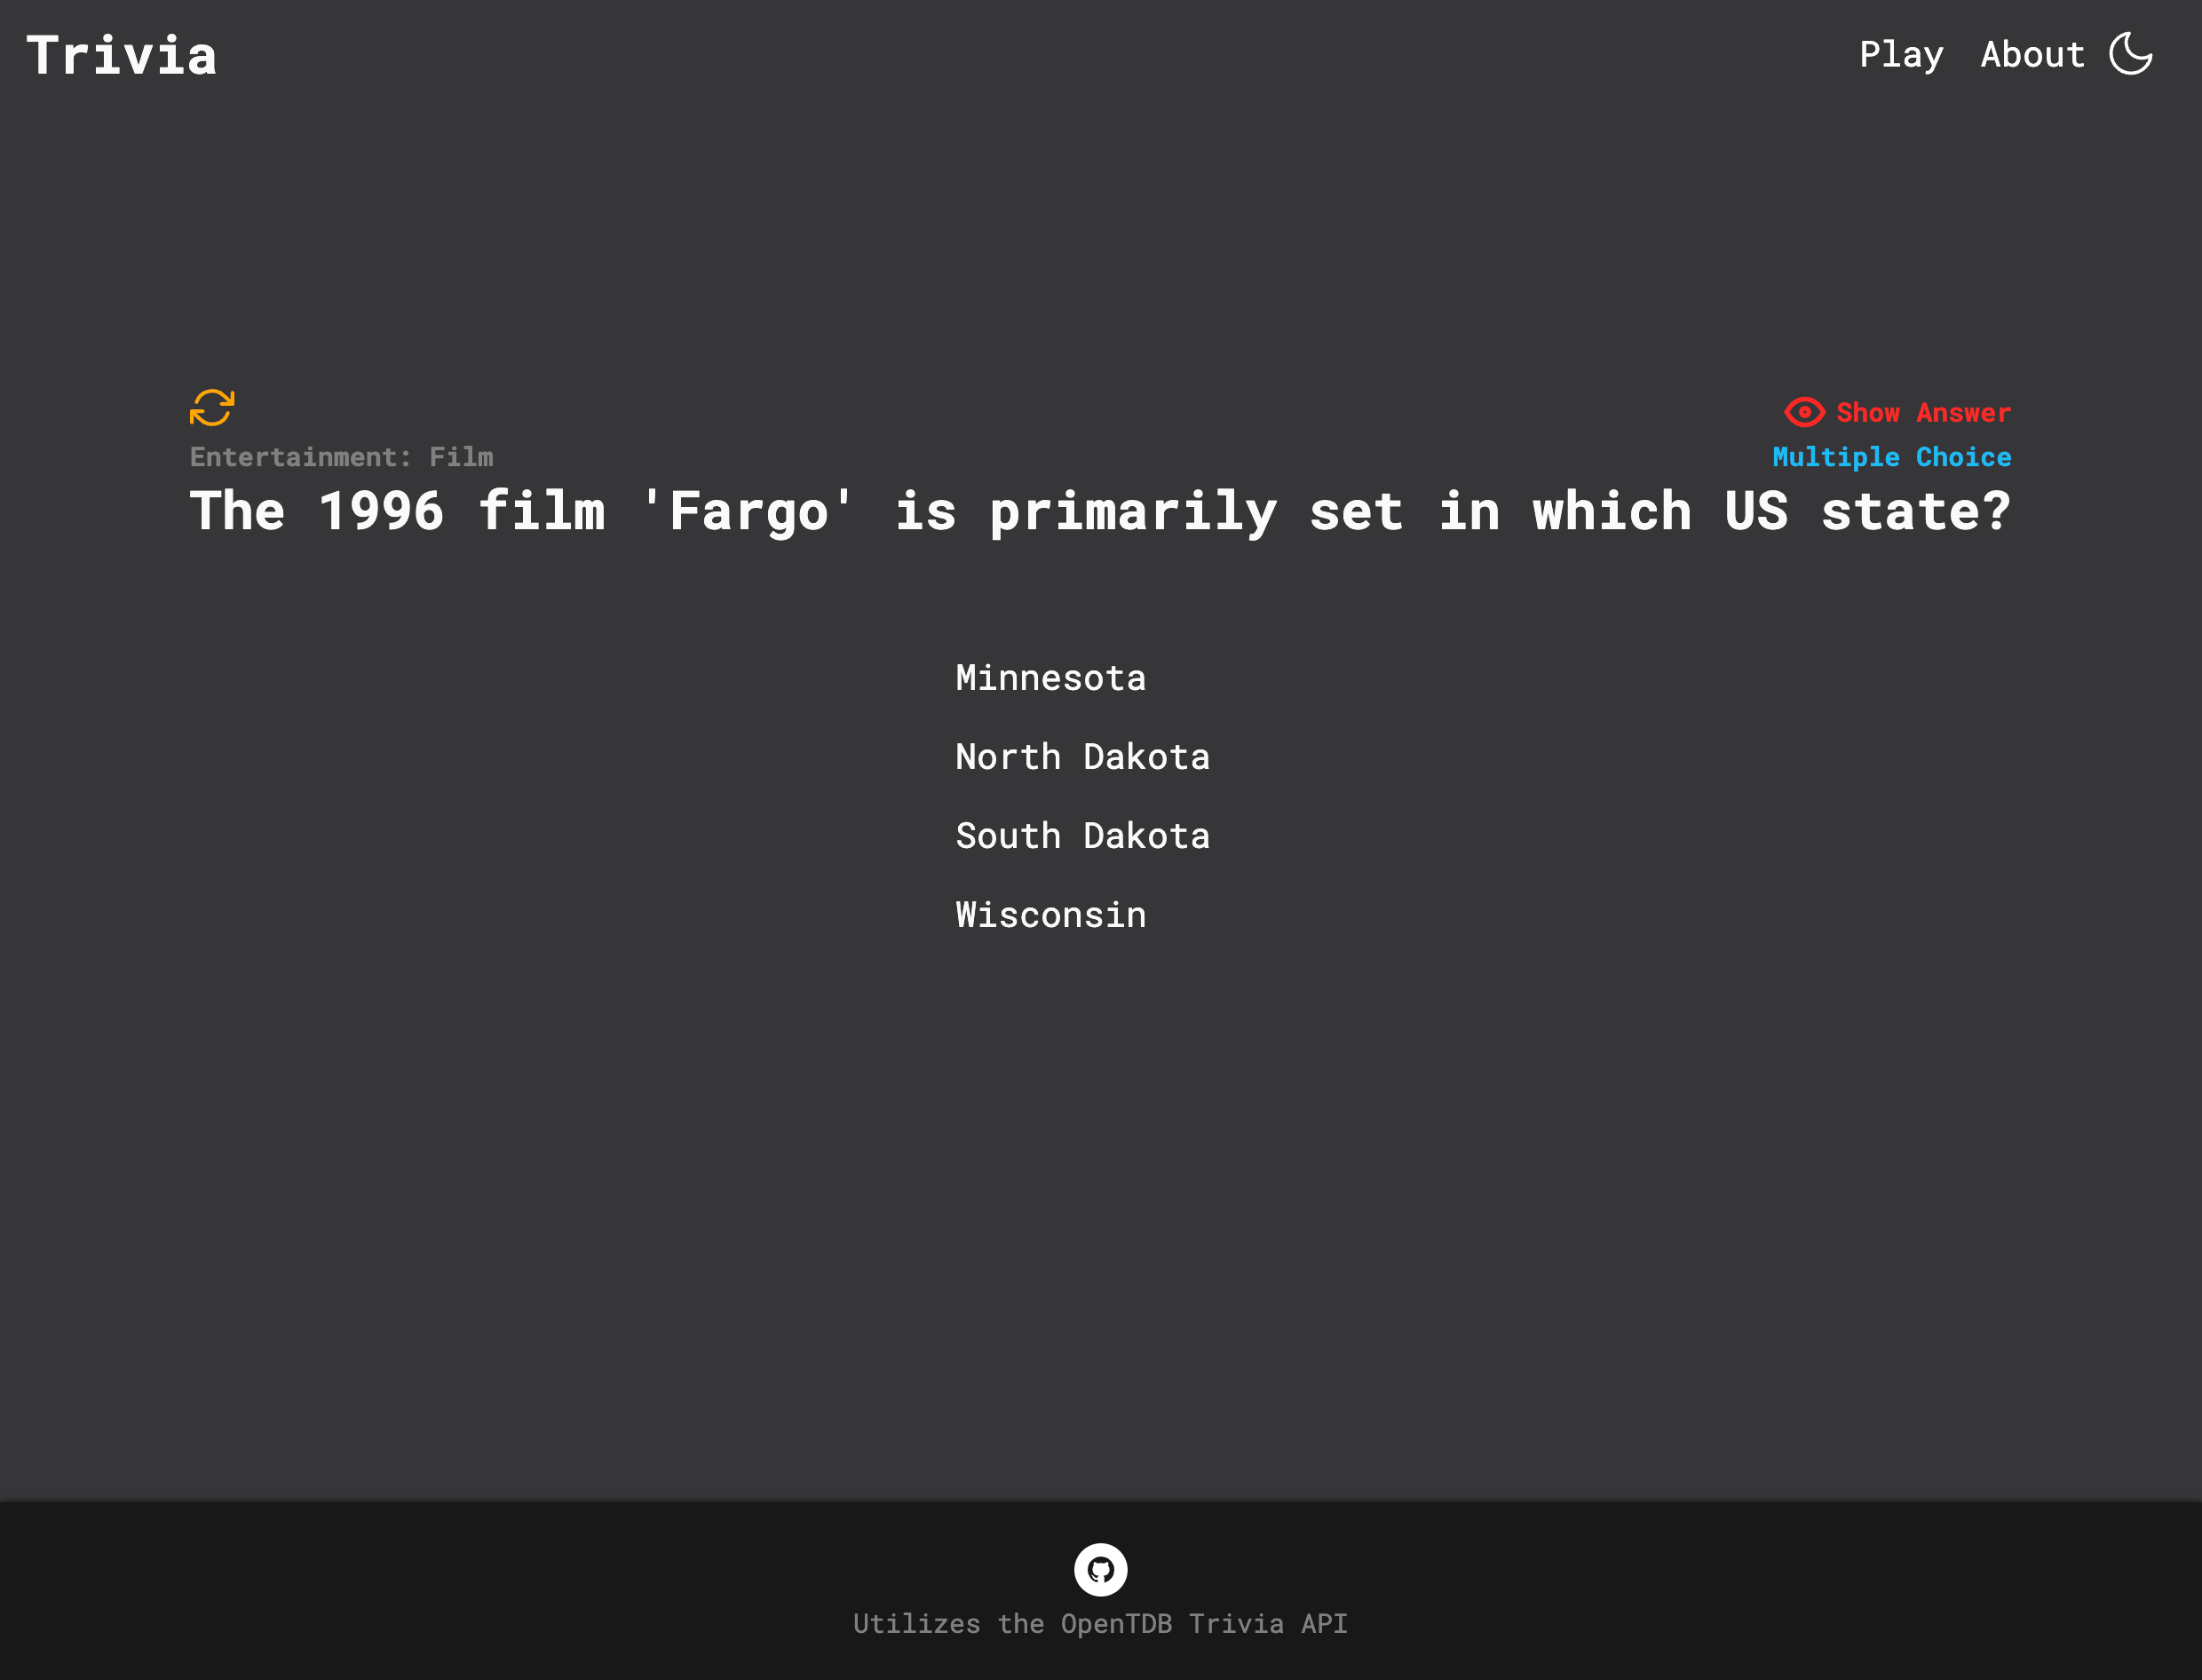 Trivia
Play About
Show Answer
Entertainment: Film
Multiple Choice
The 1996 film 'Fargo' is primarily set in which US state?
Minnesota
North Dakota
South Dakota
Wisconsin
Utilizes the OpenTDB Trivia API